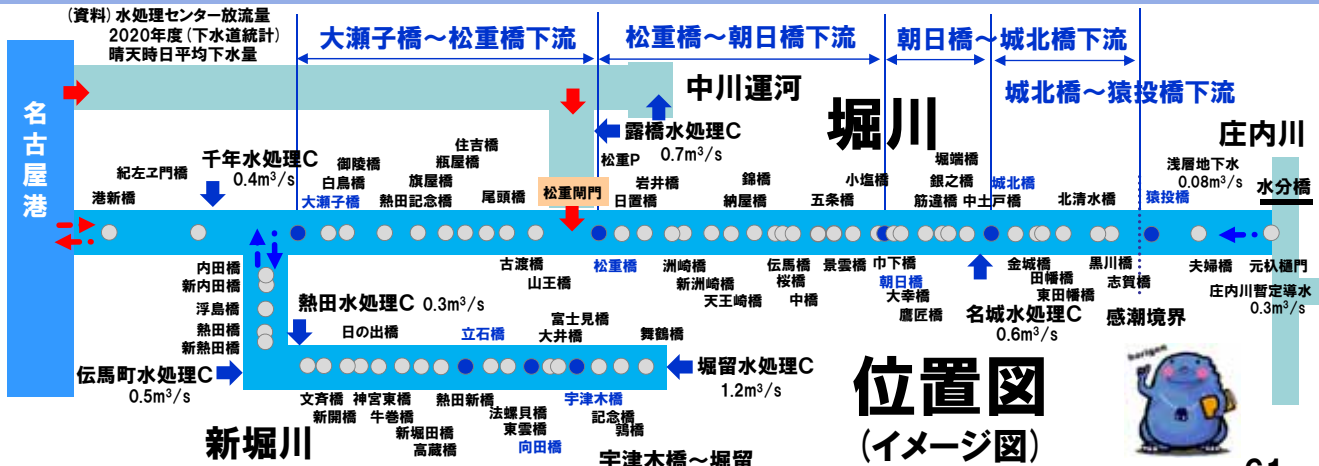 (資料)水処理センター放流量
2020年度(下水道統計)
晴天時日平均下水量
大瀬子橋～松重橋下流
松重橋～朝日橋下流
朝日橋～城北橋下流
城北橋～猿投橋下流
名古屋港
中川運河
堀川
庄内川
千年水処理C
0.4m³/s
露橋水処理C
0.7m³/s
松重P
松重閘門
浅層地下水
0.08m³/s
水分橋
港新橋
紀左ヱ門橋
大瀬子橋
白鳥橋
御陵橋
熱田記念橋
旗屋橋
瓶屋橋
住吉橋
尾頭橋
日置橋
岩井橋
納屋橋
錦橋
五条橋
小塩橋
筋違橋
銀之橋
堀端橋
中土戸橋
城北橋
北清水橋
猿投橋
古渡橋
山王橋
松重橋
洲崎橋
新洲崎橋
天王崎橋
伝馬橋
桜橋
中橋
景雲橋
巾下橋
朝日橋
大幸橋
鷹匠橋
名城水処理C
0.6m³/s
金城橋
田幡橋
東田幡橋
黒川橋
志賀橋
感潮境界
夫婦橋
元杁樋門
庄内川暫定導水
0.3m³/s
内田橋
新内田橋
浮島橋
熱田橋
新熱田橋
熱田水処理C 0.3m³/s
伝馬町水処理C
0.5m³/s
日の出橋
立石橋
富士見橋
大井橋
舞鶴橋
堀留水処理C
1.2m³/s
文斉橋
新開橋
神宮東橋
牛巻橋
新堀田橋
高蔵橋
熱田新橋
法螺貝橋
東雲橋
向田橋
宇津木橋
記念橋
鶉橋
新堀川
宇津木橋～堀留
位置図
(イメージ図)
horigon
61